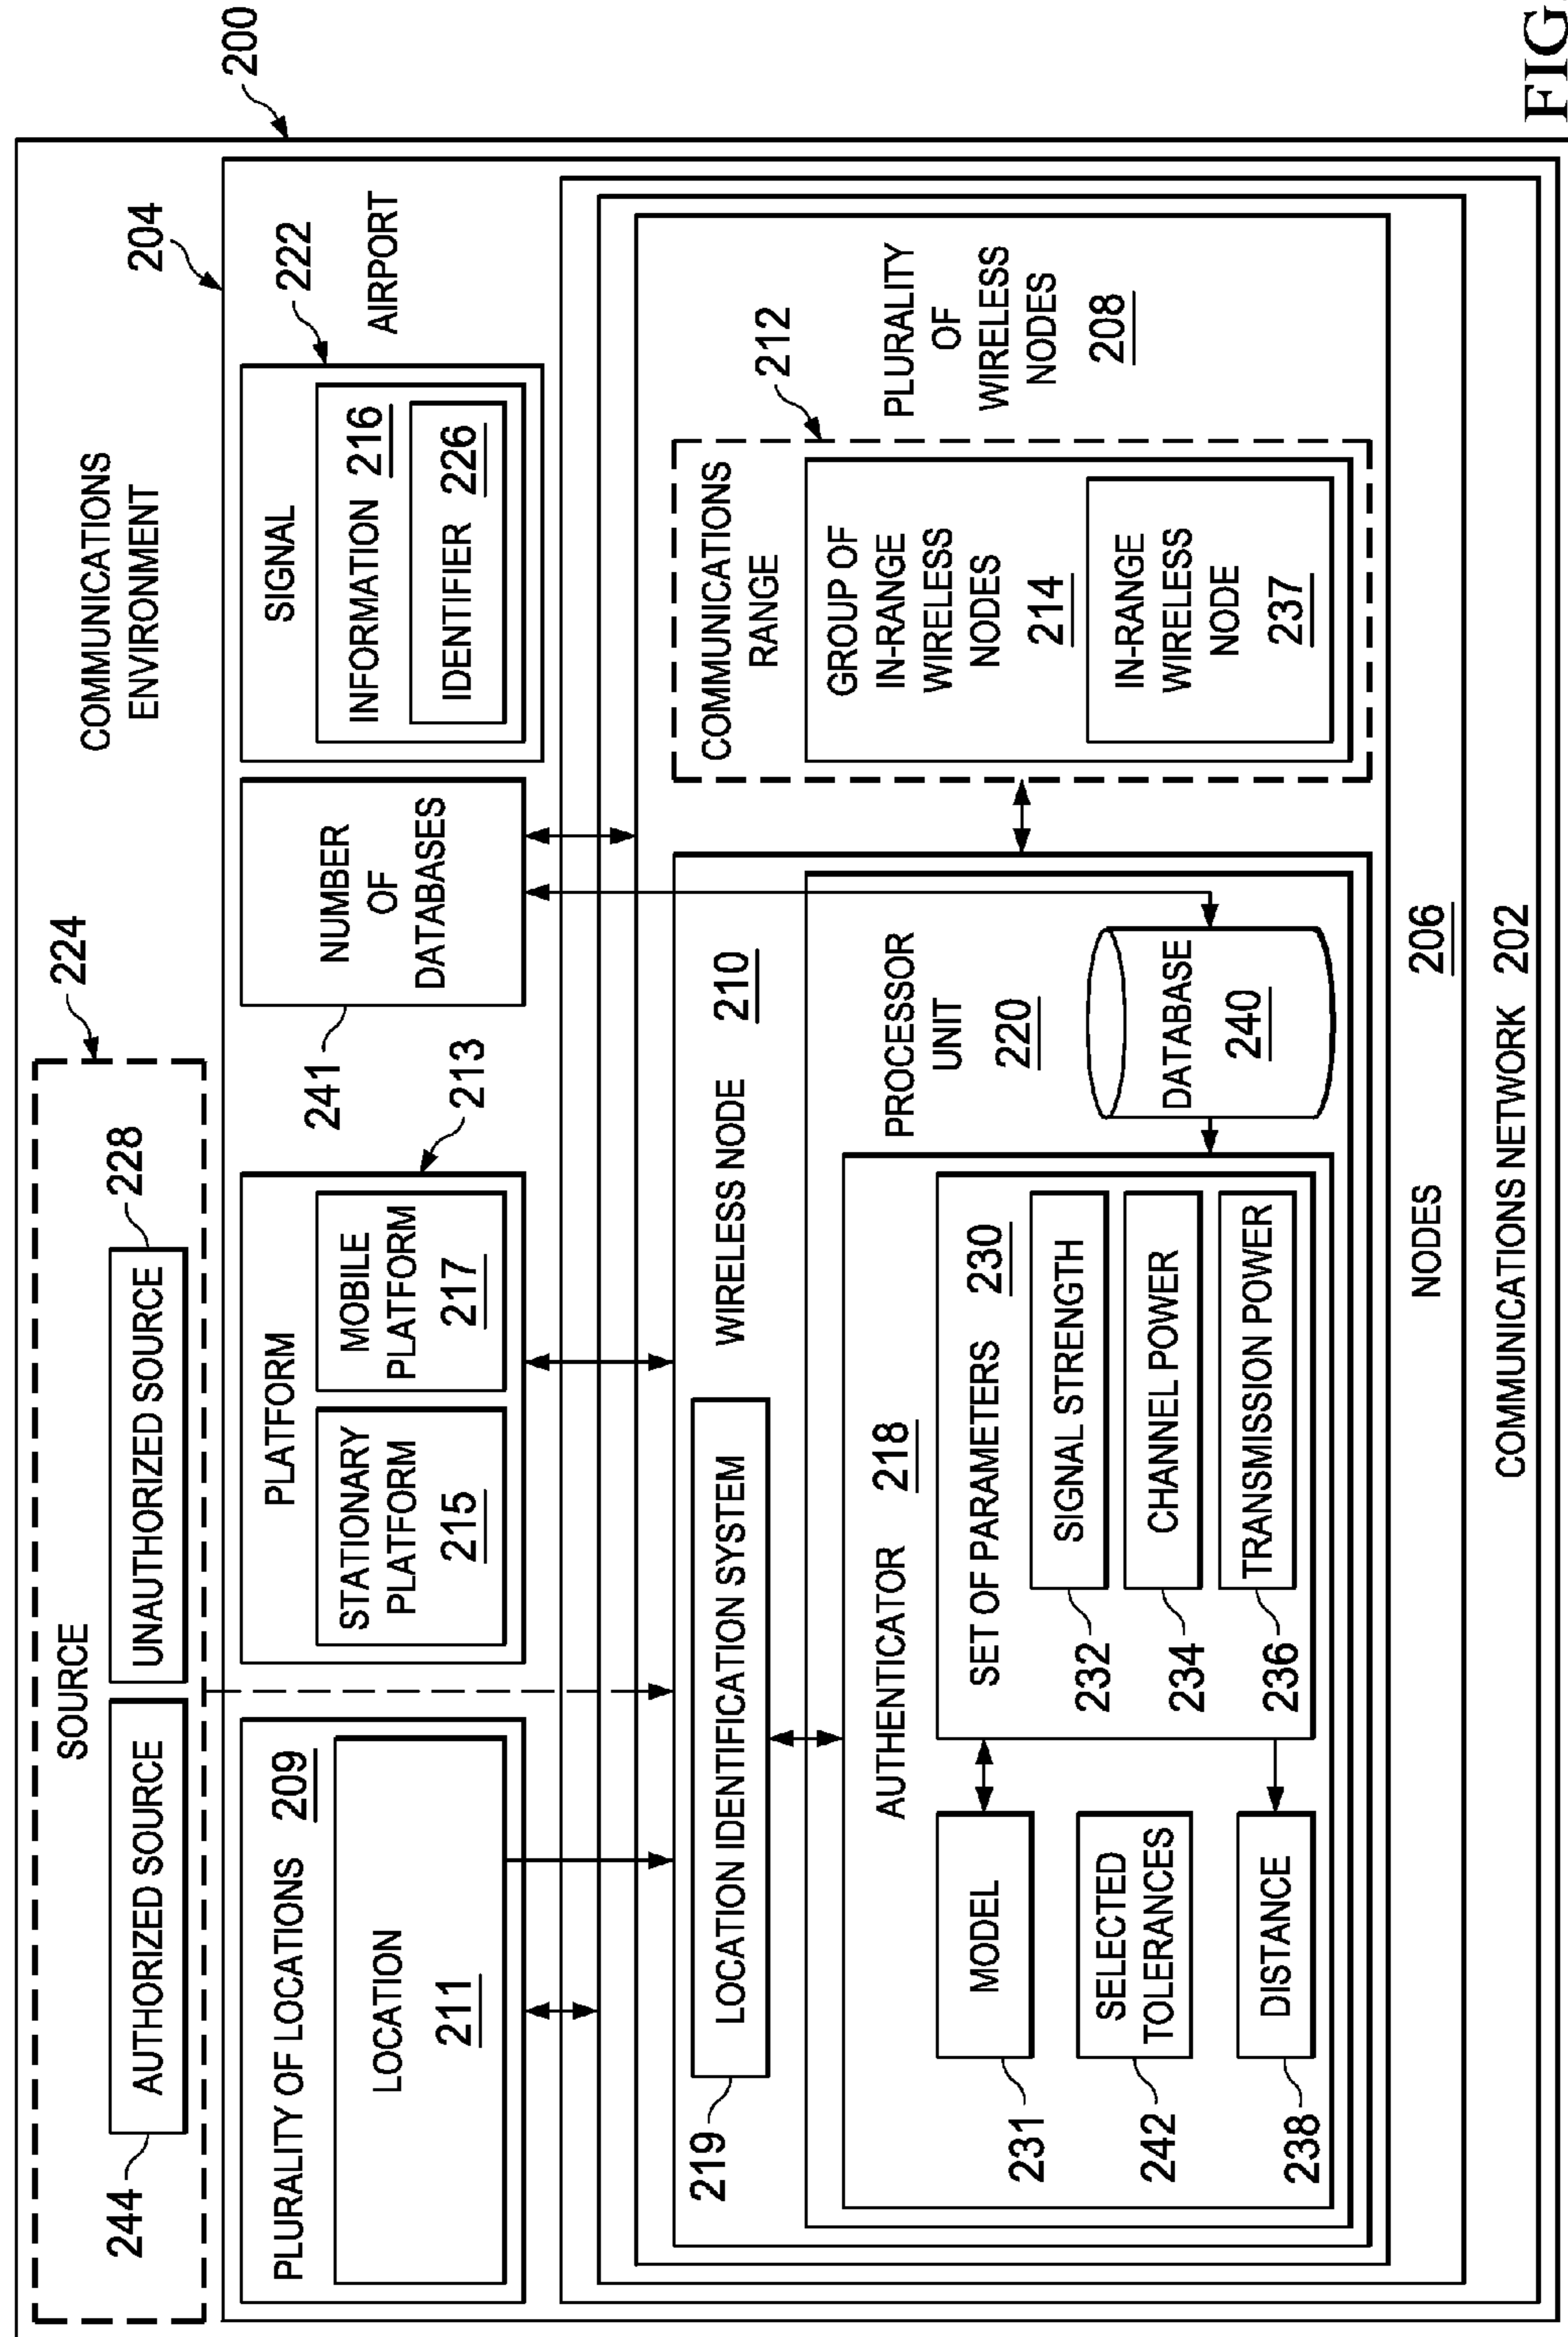 COMMUNICATIONS
ENVIRONMENT
200
224
SOURCE
244
AUTHORIZED SOURCE
UNAUTHORIZED SOURCE
228
204
AIRPORT
PLURALITY OF LOCATIONS 209
LOCATION
211
PLATFORM
213
STATIONARY
PLATFORM
215
MOBILE
PLATFORM
217
241
NUMBER
OF
DATABASES
SIGNAL
222
INFORMATION 216
IDENTIFIER 226
219
LOCATION IDENTIFICATION SYSTEM
WIRELESS NODE 210
AUTHENTICATOR 218
PROCESSOR
UNIT
220
231
MODEL
242
SELECTED
TOLERANCES
238
DISTANCE
SET OF PARAMETERS 230
232
SIGNAL STRENGTH
234
CHANNEL POWER
236
TRANSMISSION POWER
DATABASE
240
COMMUNICATIONS
RANGE
212
GROUP OF
IN-RANGE
WIRELESS
NODES
214
IN-RANGE
WIRELESS
NODE
237
PLURALITY
OF
WIRELESS
NODES
208
NODES 206
COMMUNICATIONS NETWORK 202
FIG